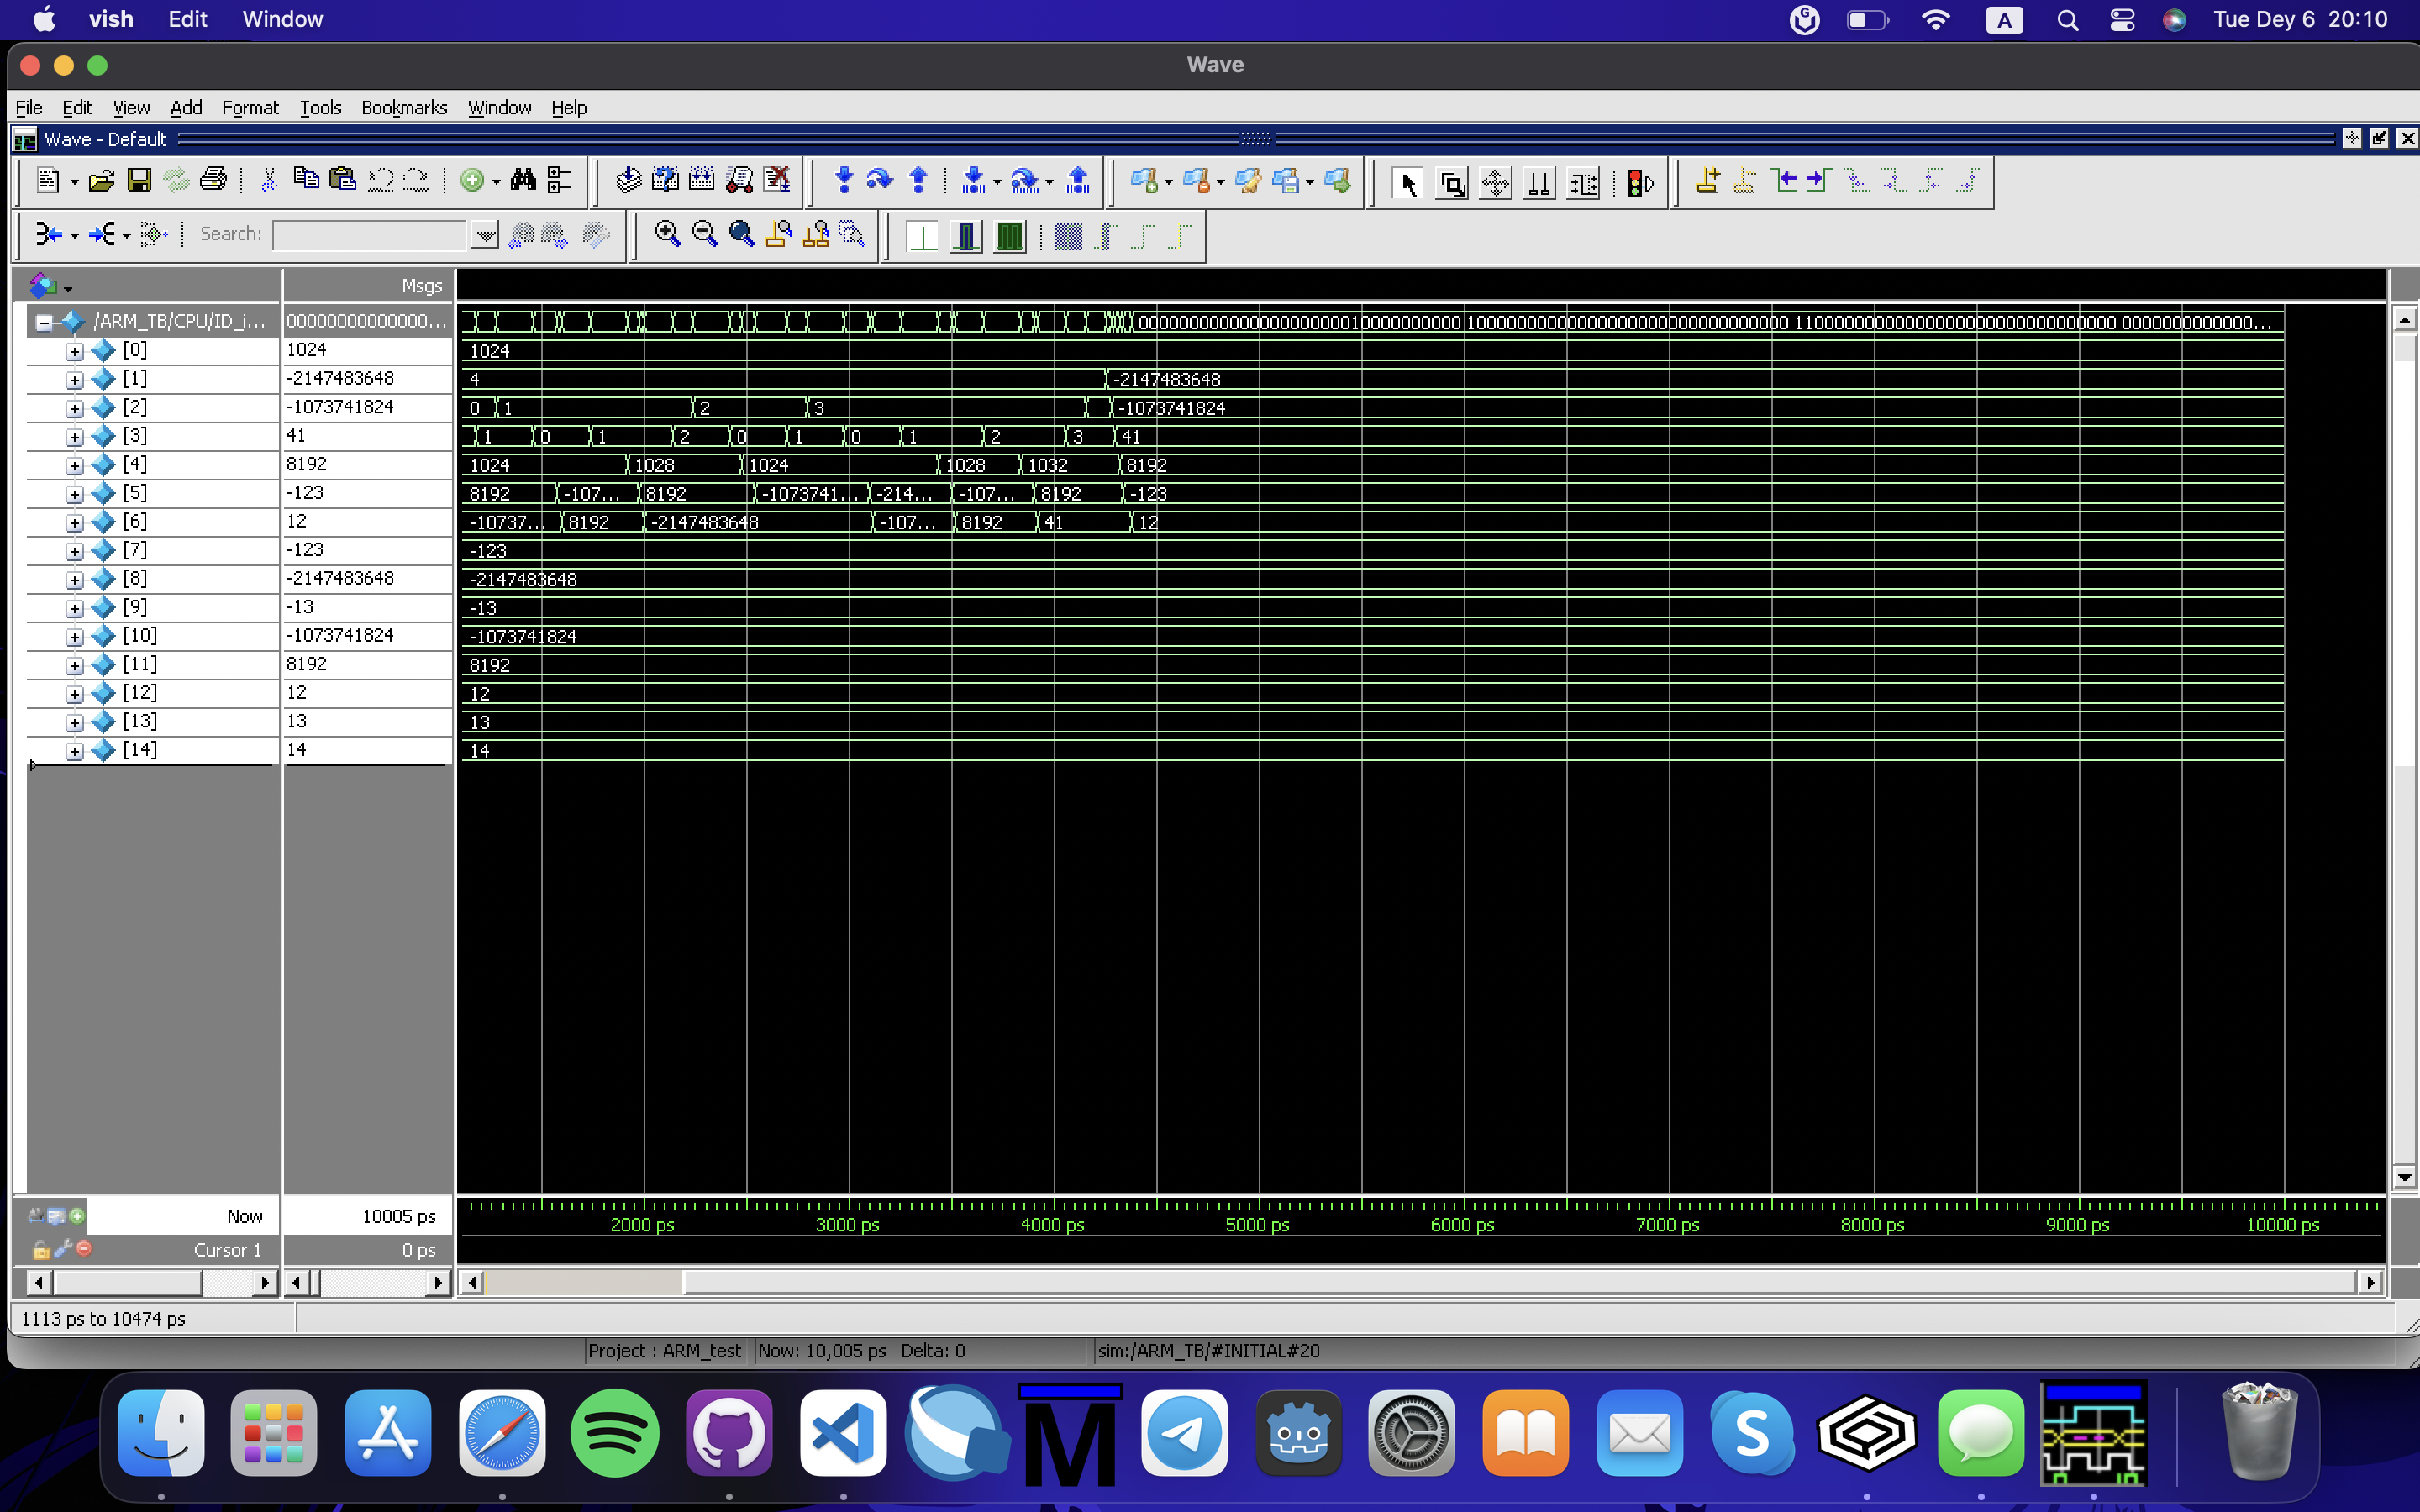 vish Edit Window A Tue Dey 6 20:10
Wave
File Edit View Add Format Tools Bookmarks Window Help
Wave - Default
Search:
Msgs
/ARM_TB/CPU/ID_i... 00000000000000...
[0] 1024 1024
[1] -2147483648 4 -2147483648
[2] -1073741824 0 1 2 3 -1073741824
[3] 41 1 0 1 2 0 1 0 1 2 3 41
[4] 8192 1024 1028 1024 1028 1032 8192
[5] -123 8192 -107... 8192 -1073741... -214... -107... 8192 -123
[6] 12 -10737... 8192 -2147483648 -107... 8192 41 12
[7] -123 -123
[8] -2147483648 -2147483648
[9] -13 -13
[10] -1073741824 -1073741824
[11] 8192 8192
[12] 12 12
[13] 13 13
[14] 14 14
Now 10005 ps 2000 ps 3000 ps 4000 ps 5000 ps 6000 ps 7000 ps 8000 ps 9000 ps 10000 ps
Cursor 1 0 ps
1113 ps to 10474 ps
Project : ARM_test Now: 10,005 ps Delta: 0 sim:/ARM_TB/#INITIAL#20
M S